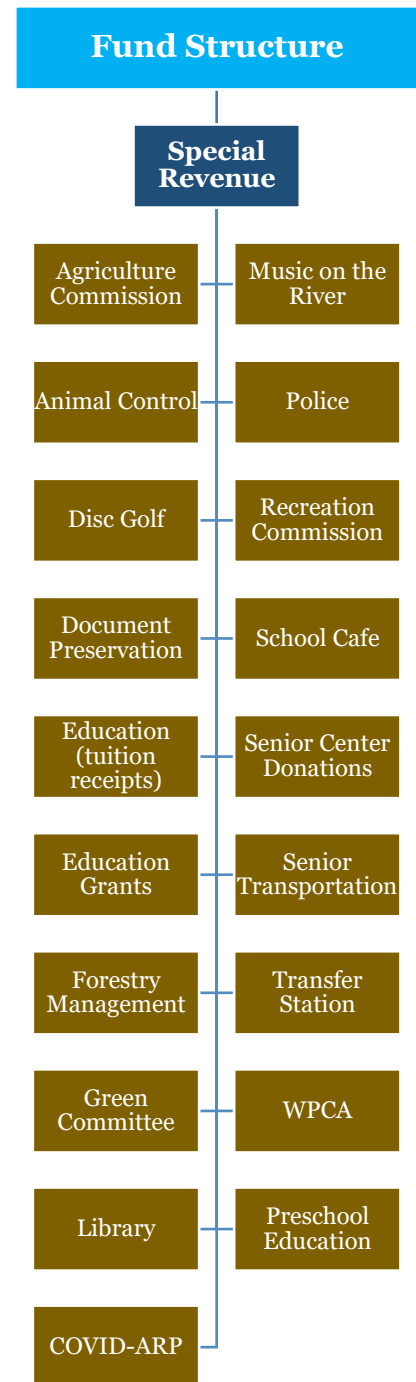 Fund Structure
Special
Revenue
Agriculture
Commission
Music on the
River
Animal Control
Police
Disc Golf
Recreation
Commission
Document
Preservation
School Cafe
Education
(tuition
receipts)
Senior Center
Donations
Education
Grants
Senior
Transportation
Forestry
Management
Transfer
Station
Green
Committee
WPCA
Library
Preschool
Education
COVID-ARP